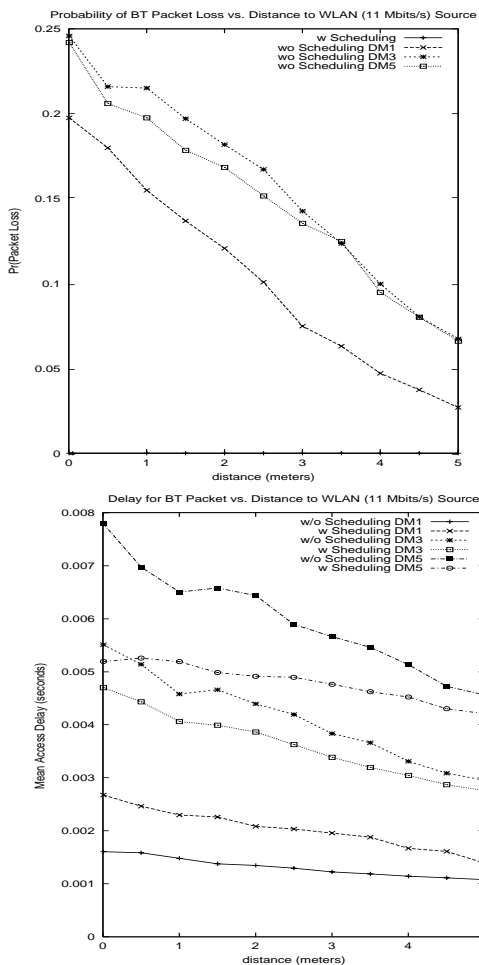 Probability of BT Packet Loss vs. Distance to WLAN (11 Mbits/s) Source
0.25
w Scheduling
wo Scheduling DM1
wo Scheduling DM3
wo Scheduling DM5
0.2
0.15
Pr(Packet Loss)
0.1
0.05
0
0 1 2 3 4 5
distance (meters)
Delay for BT Packet vs. Distance to WLAN (11 Mbits/s) Source
0.008
w/o Scheduling DM1
w Sheduling DM1
w/o Scheduling DM3
w Sheduling DM3
w/o Scheduling DM5
w Sheduling DM5
0.007
0.006
0.005
Mean Access Delay (seconds)
0.004
0.003
0.002
0.001
0
0 1 2 3 4
distance (meters)